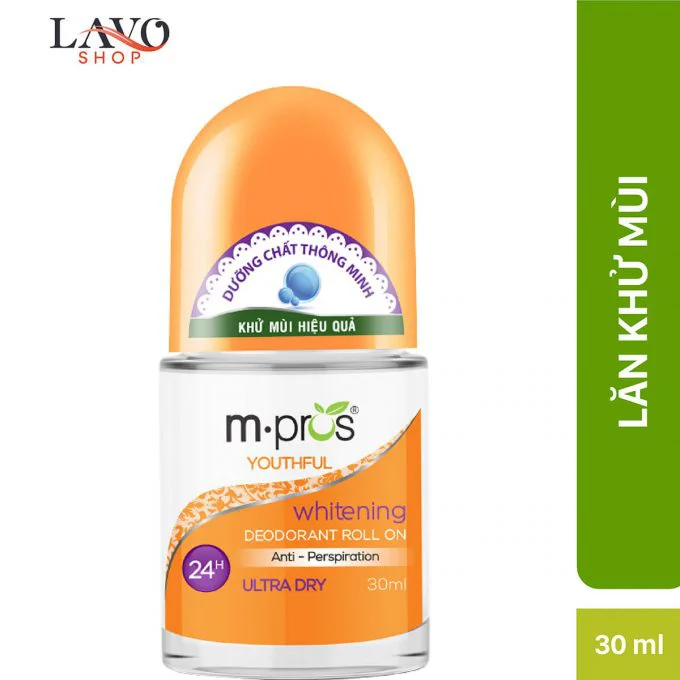 LAVO
SHOP
DƯỠNG CHẤT THÔNG MINH
KHỬ MÙI HIỆU QUẢ
m·pros®
YOUTHFUL
whitening
DEODORANT ROLL ON
Anti - Perspiration
24H
ULTRA DRY
30ml
LĂN KHỬ MÙI
30 ml